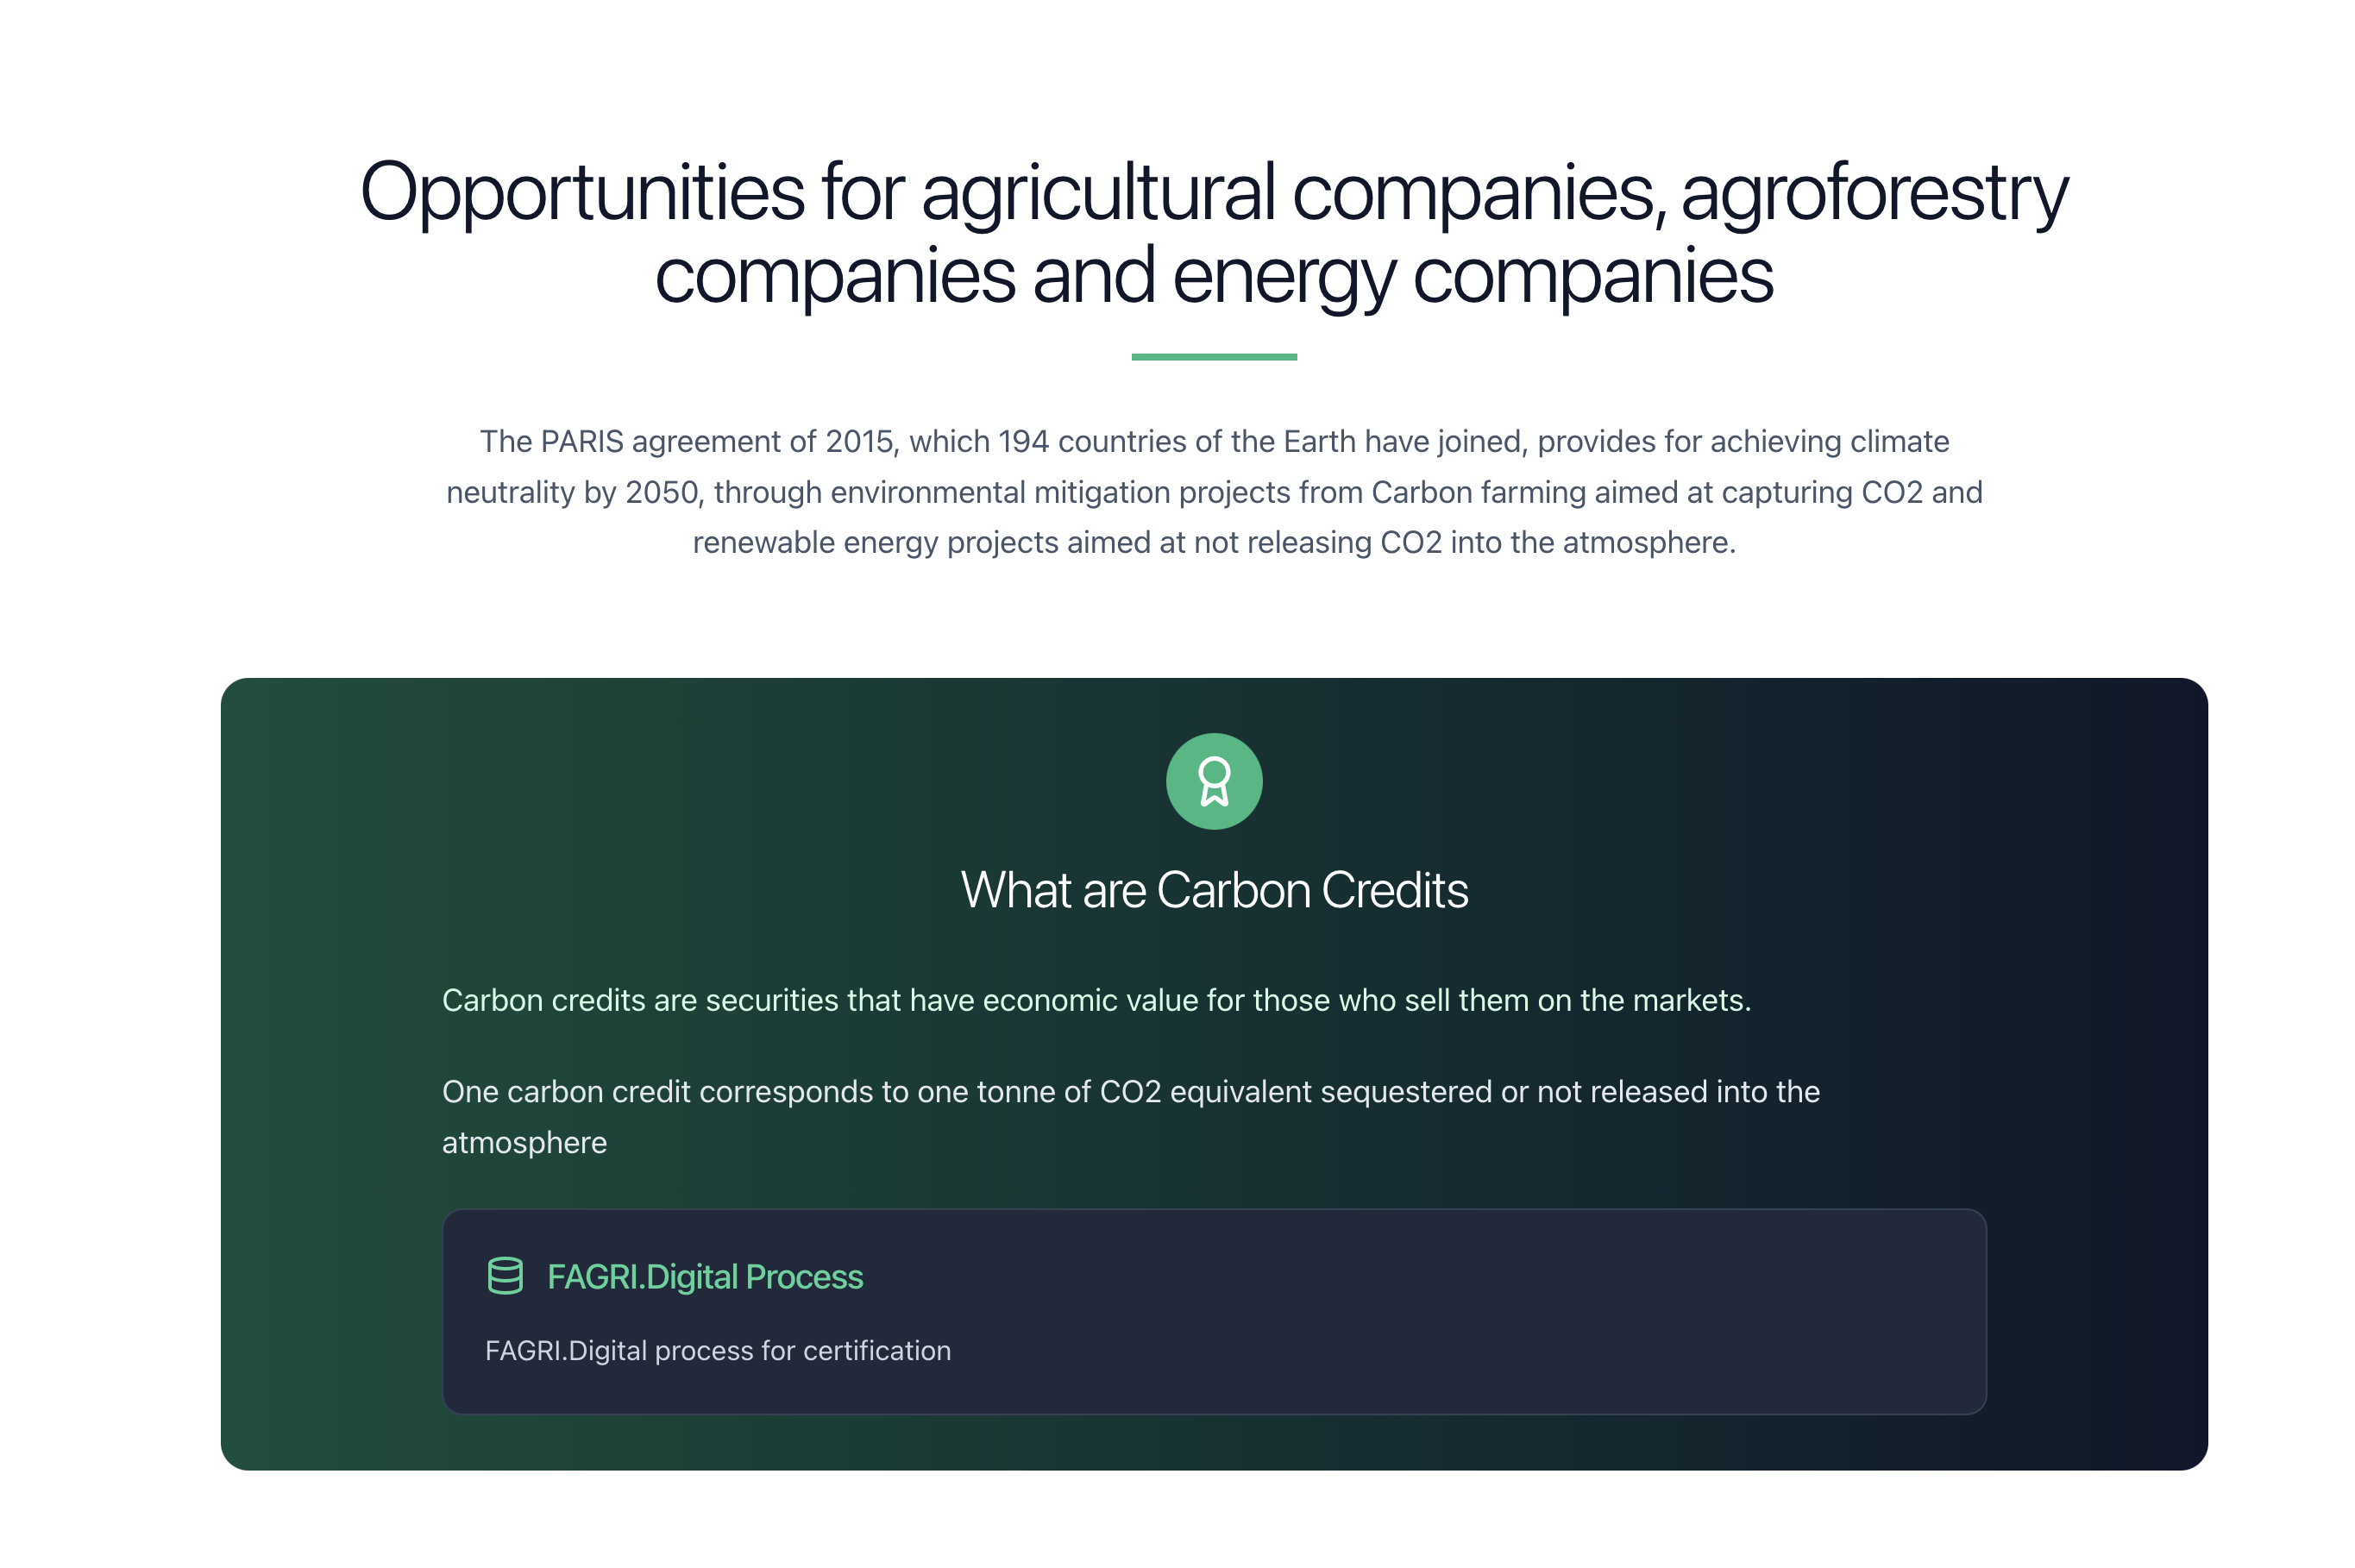 Opportunities for agricultural companies, agroforestry
companies and energy companies
The PARIS agreement of 2015, which 194 countries of the Earth have joined, provides for achieving climate
neutrality by 2050, through environmental mitigation projects from Carbon farming aimed at capturing CO2 and
renewable energy projects aimed at not releasing CO2 into the atmosphere.
What are Carbon Credits
Carbon credits are securities that have economic value for those who sell them on the markets.
One carbon credit corresponds to one tonne of CO2 equivalent sequestered or not released into the
atmosphere
FAGRI.Digital Process
FAGRI.Digital process for certification